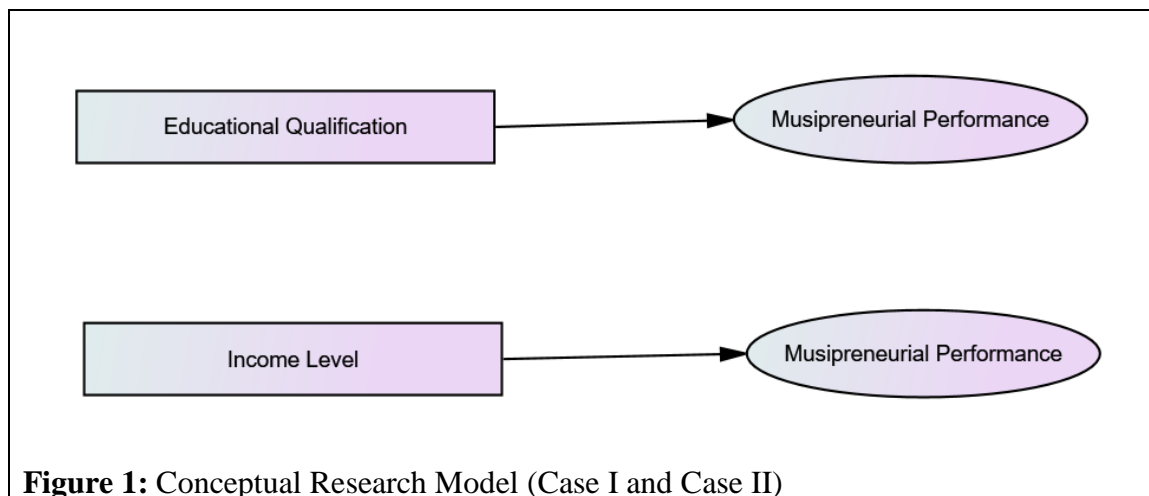 Educational Qualification
Musipreneurial Performance
Income Level
Musipreneurial Performance
Figure 1: Conceptual Research Model (Case I and Case II)